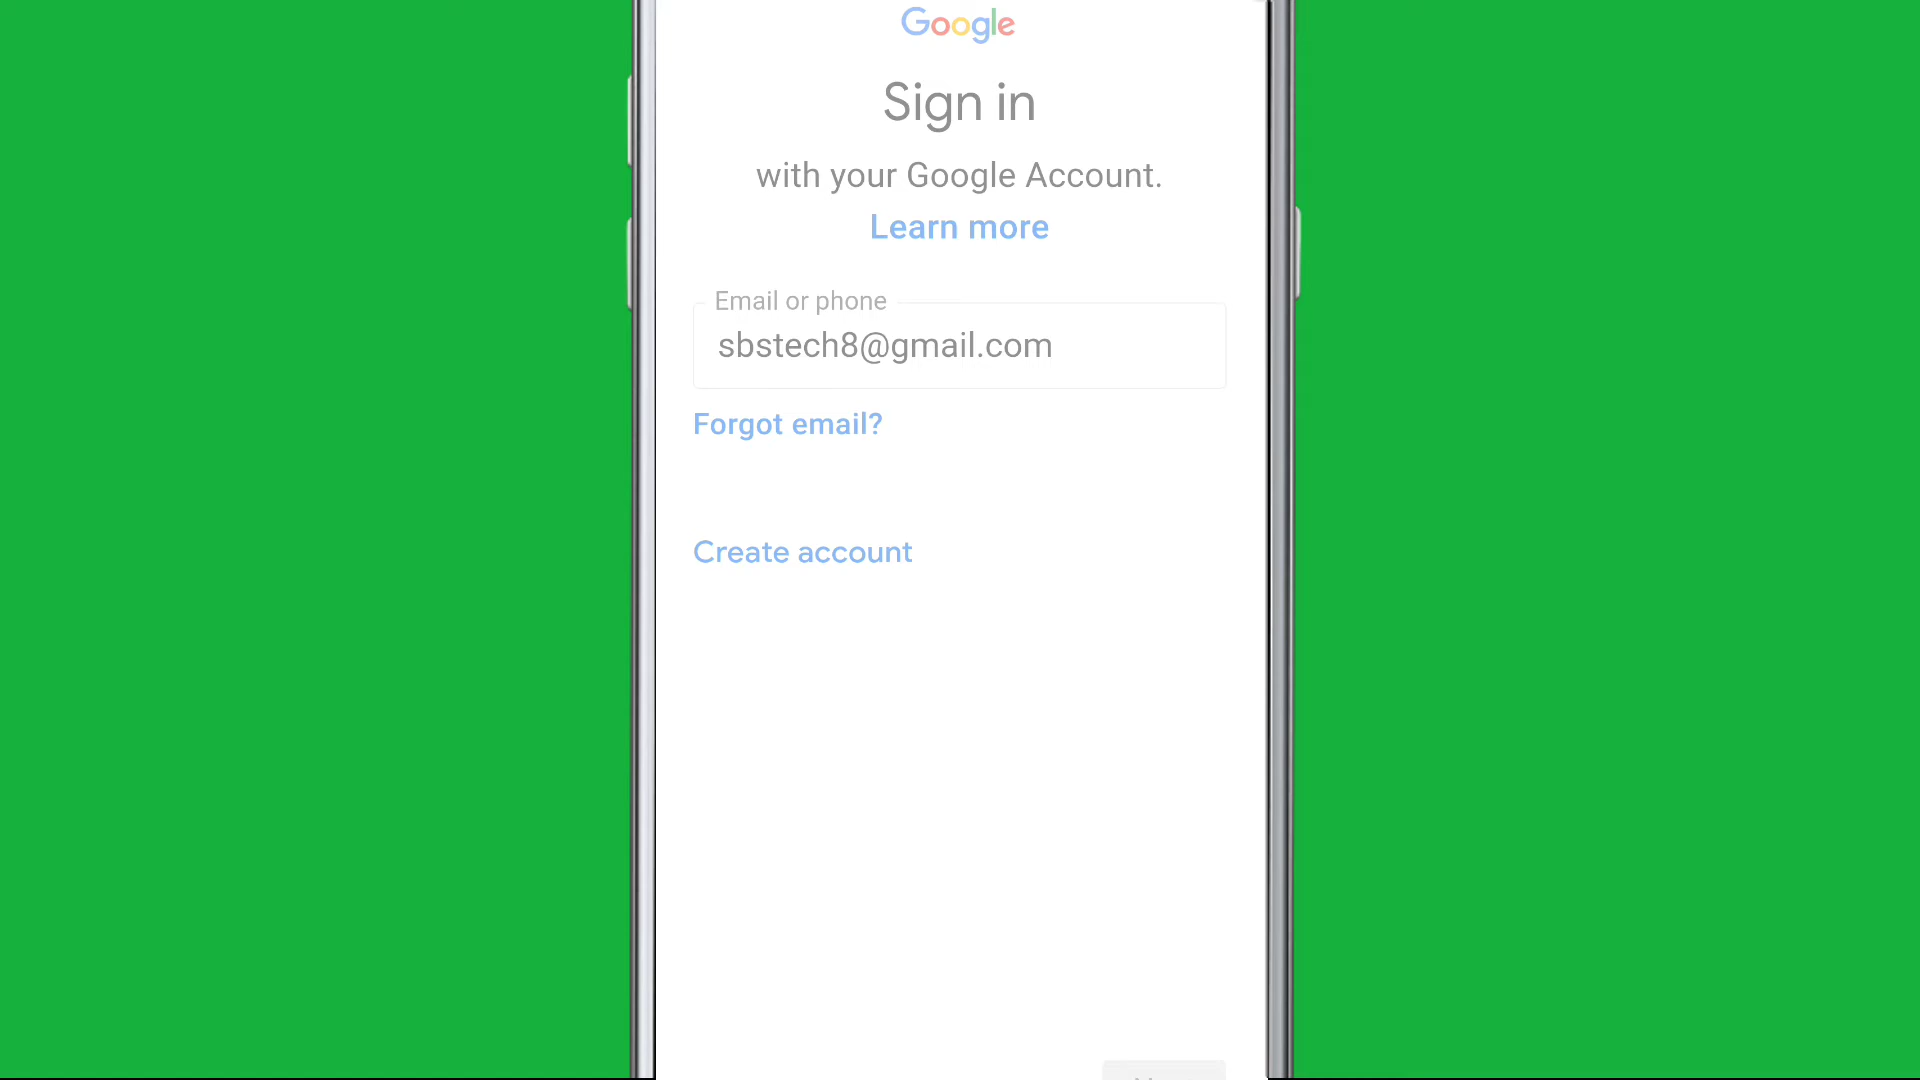 Google
Sign in
with your Google Account.
Learn more
Email or phone
sbstech8@gmail.com
Forgot email?
Create account